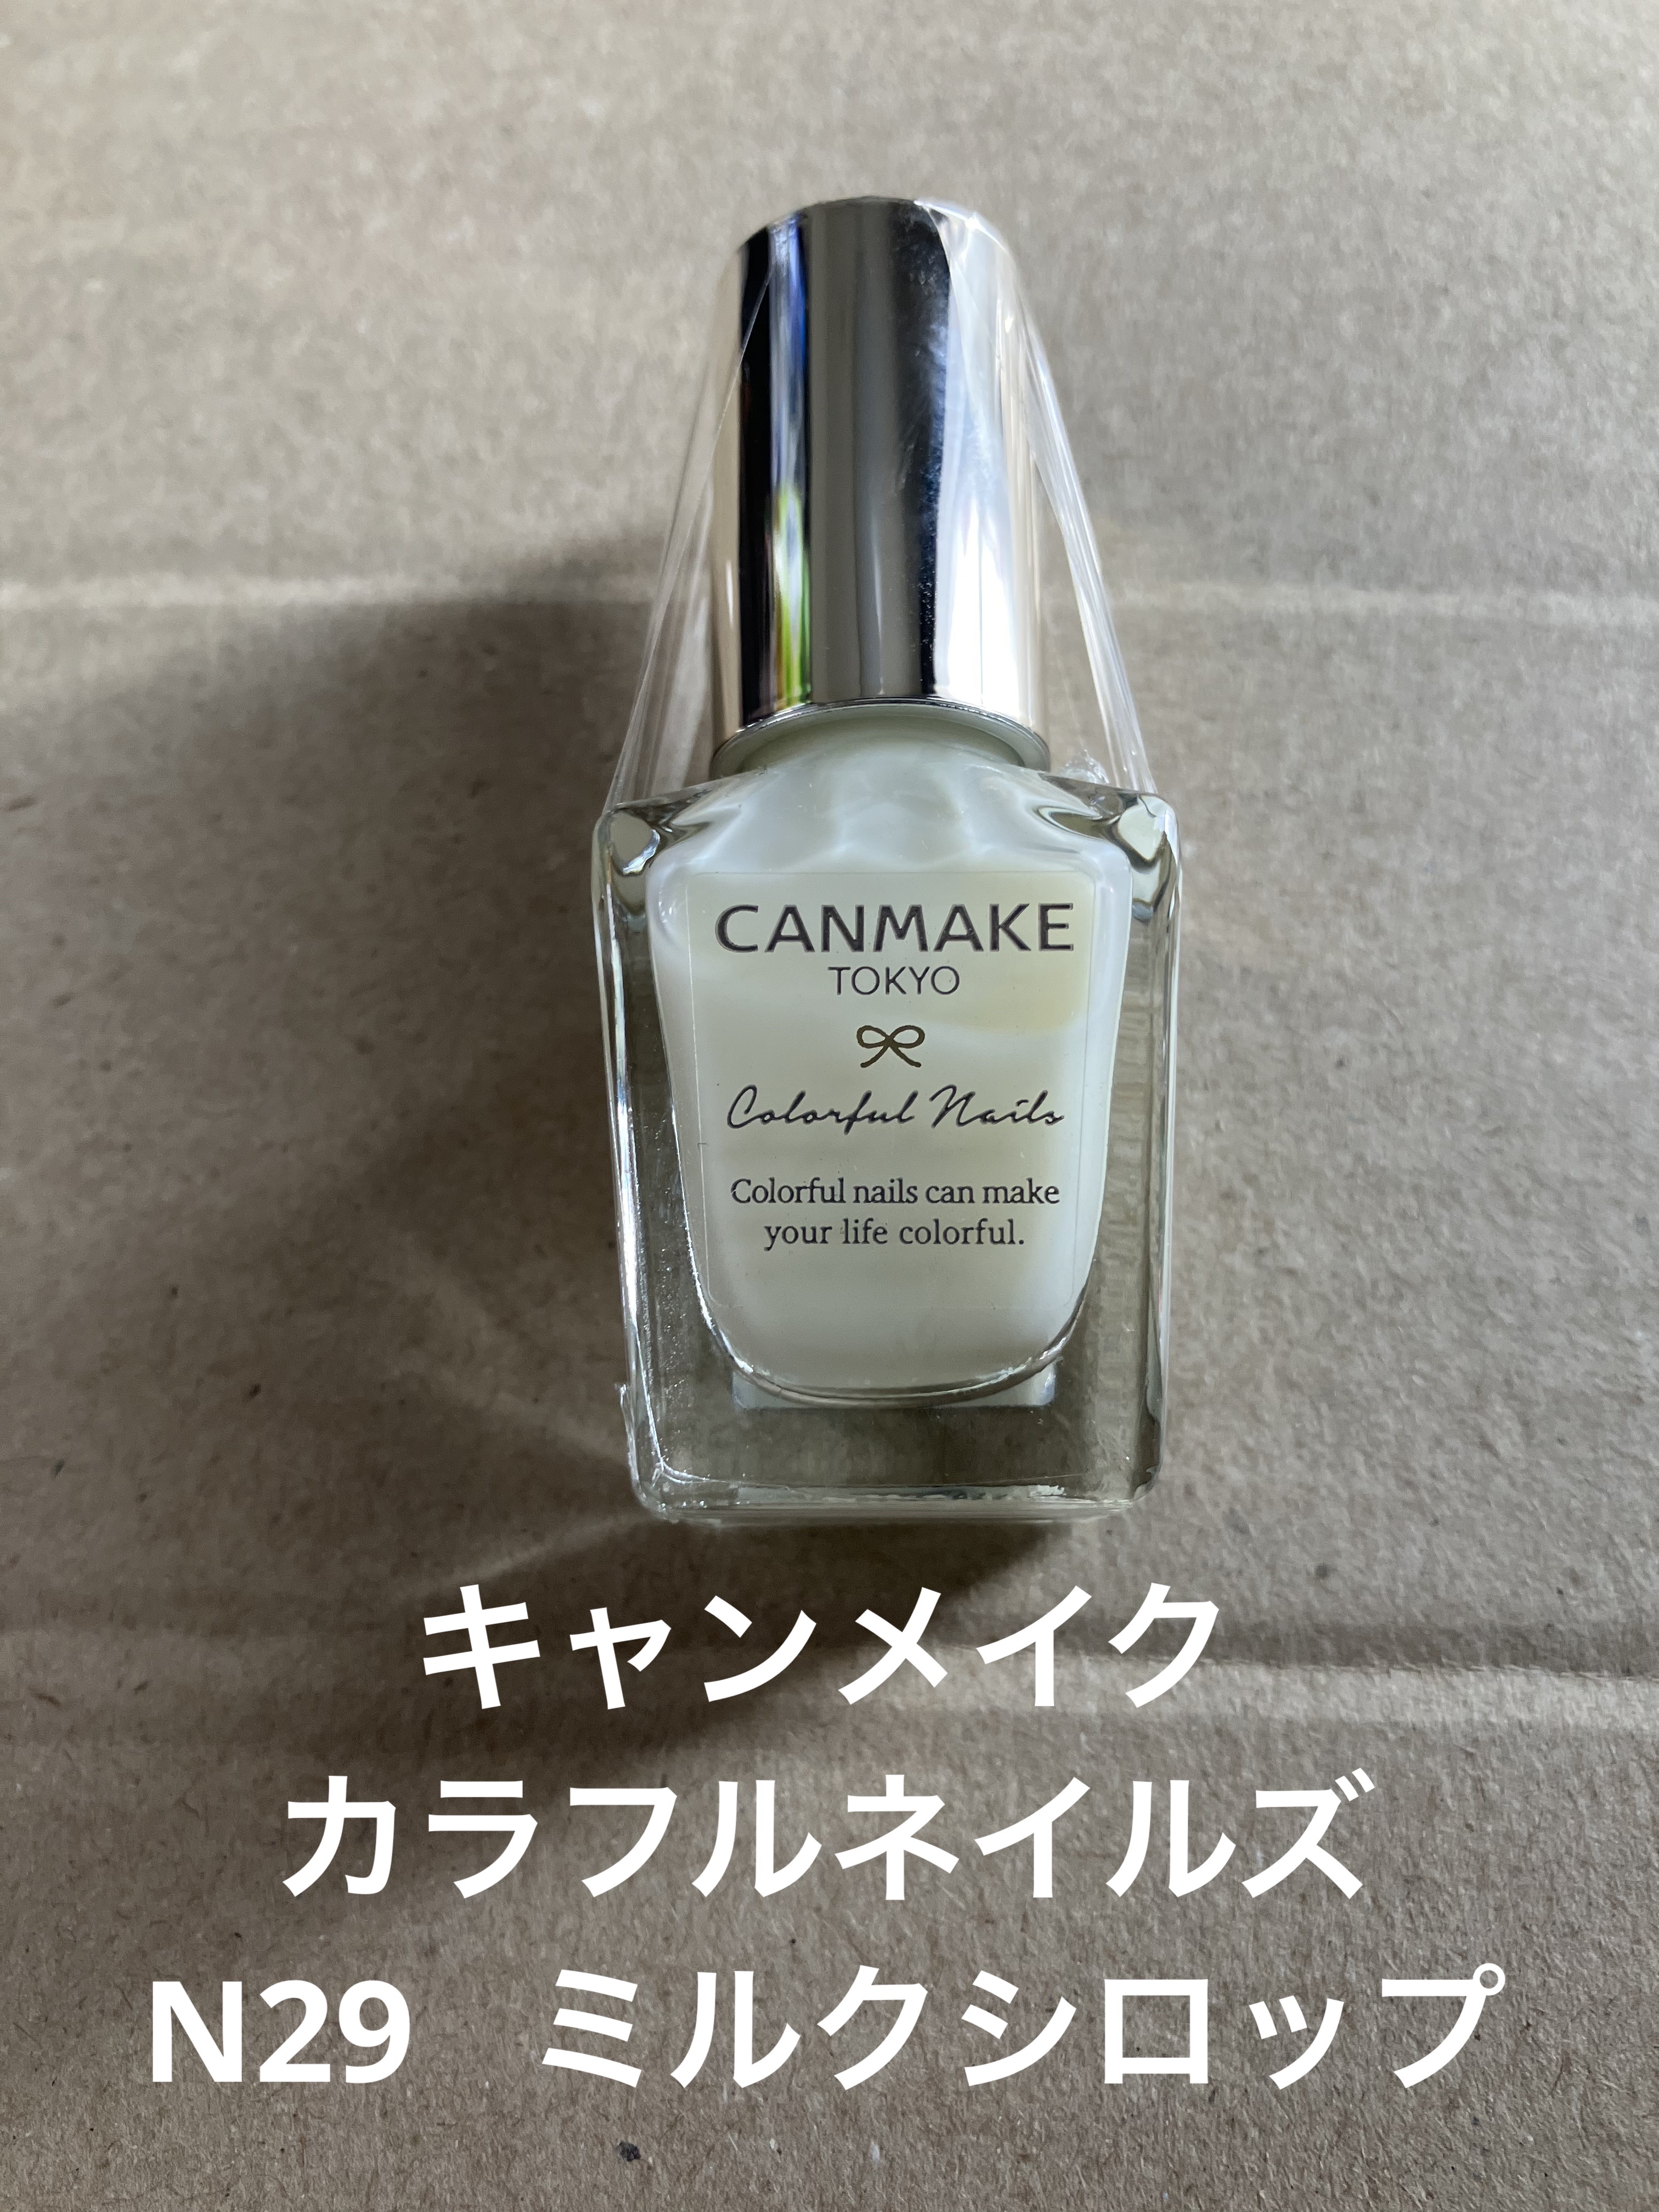 CANMAKE
TOKYO
Colorful Nails
Colorful nails can make
your life colorful.
キャンメイク
カラフルネイルズ
N29 ミルクシロップ